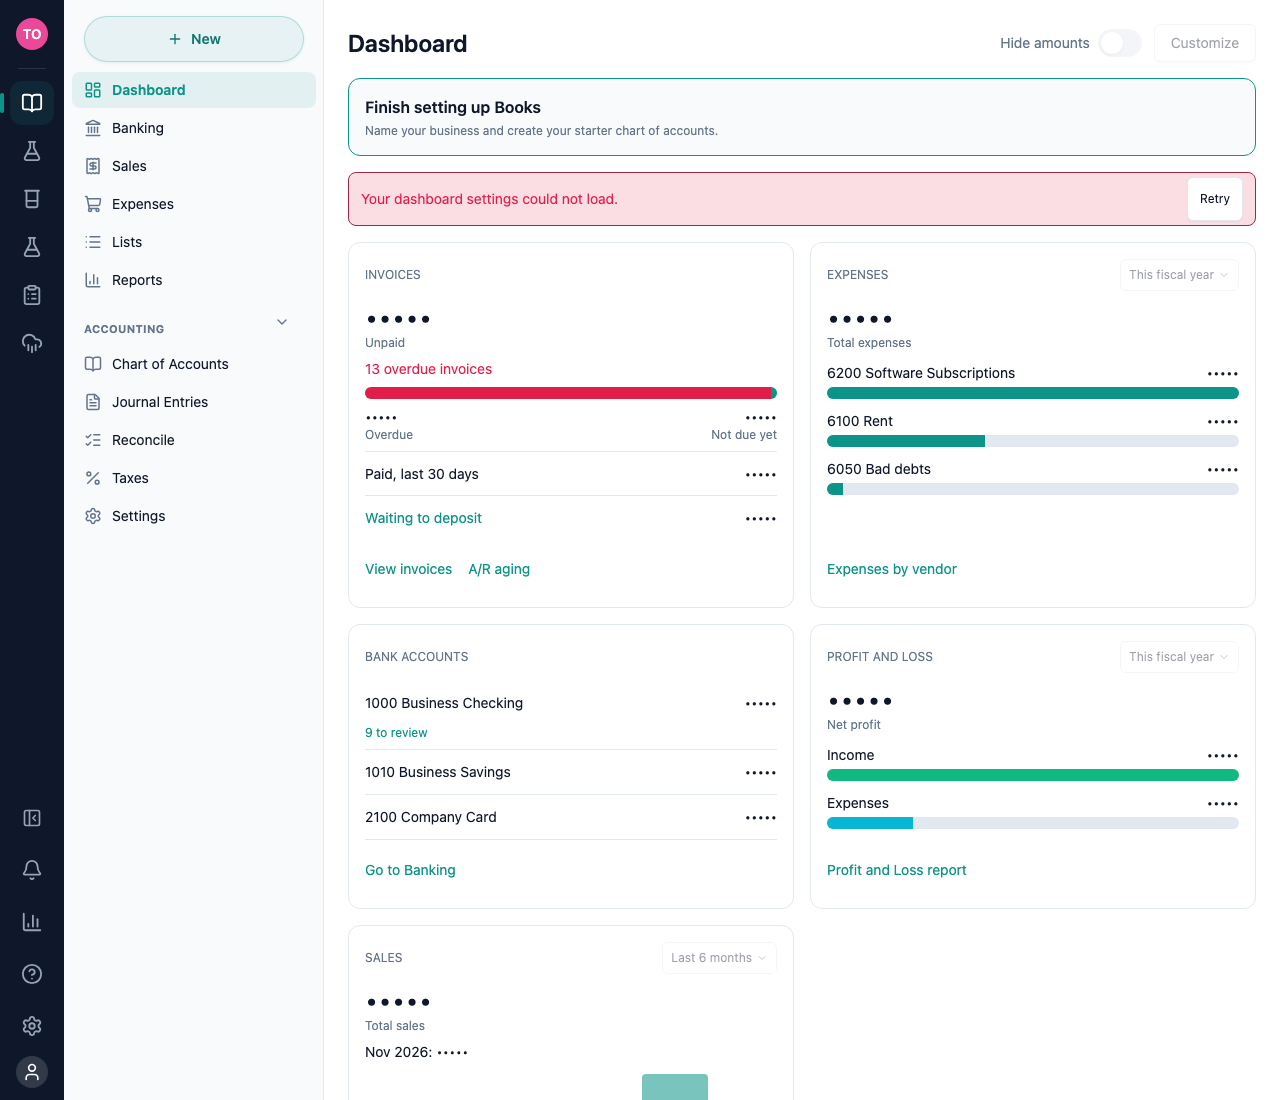 TO
New
Dashboard
Banking
Sales
Expenses
Lists
Reports
ACCOUNTING
Chart of Accounts
Journal Entries
Reconcile
Taxes
Settings
Dashboard
Hide amounts
Customize
Finish setting up Books
Name your business and create your starter chart of accounts.
Your dashboard settings could not load.
Retry
INVOICES
•••••
Unpaid
13 overdue invoices
••••• •••••
Overdue Not due yet
Paid, last 30 days •••••
Waiting to deposit •••••
View invoices A/R aging
EXPENSES This fiscal year
•••••
Total expenses
6200 Software Subscriptions •••••
6100 Rent •••••
6050 Bad debts •••••
Expenses by vendor
BANK ACCOUNTS
1000 Business Checking •••••
9 to review
1010 Business Savings •••••
2100 Company Card •••••
Go to Banking
PROFIT AND LOSS This fiscal year
•••••
Net profit
Income •••••
Expenses •••••
Profit and Loss report
SALES Last 6 months
•••••
Total sales
Nov 2026: •••••